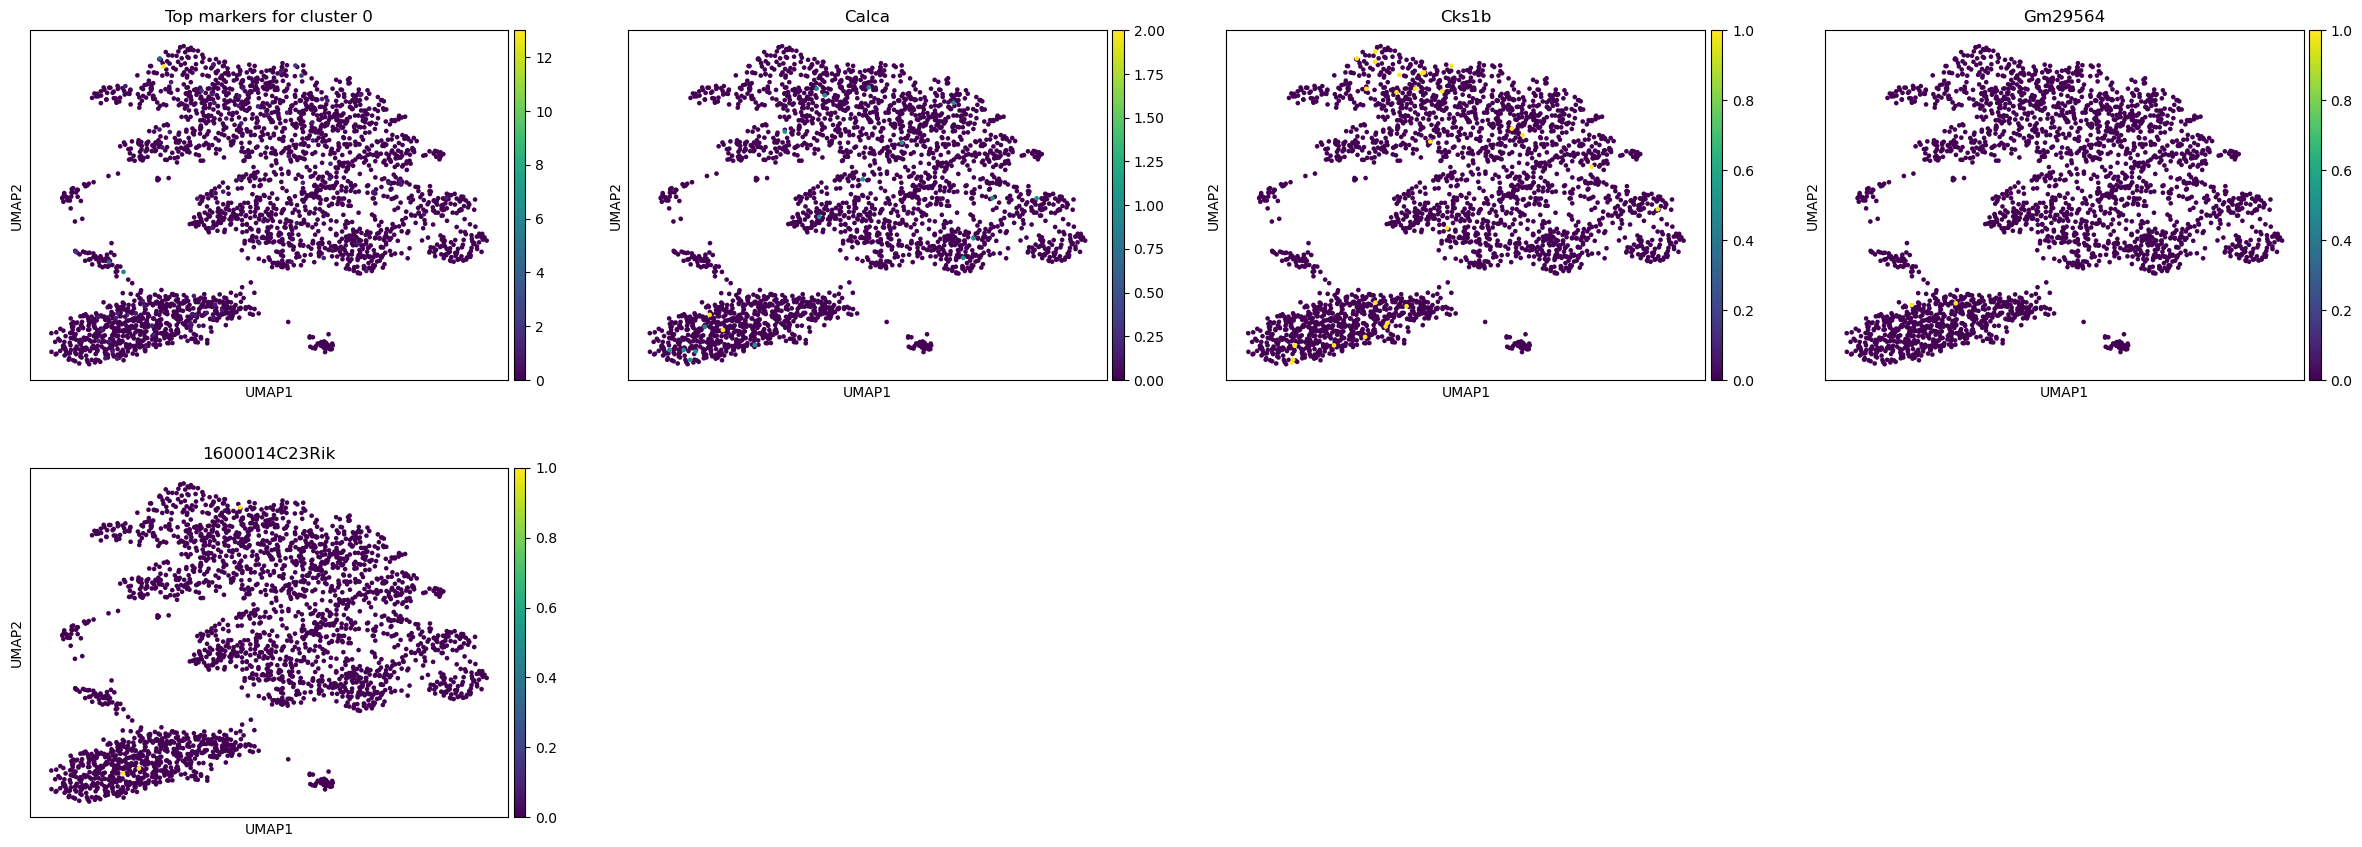 Top markers for cluster 0
12
10
8
6
4
2
0
UMAP2
UMAP1
Calca
2.00
1.75
1.50
1.25
1.00
0.75
0.50
0.25
0.00
UMAP2
UMAP1
Cks1b
1.0
0.8
0.6
0.4
0.2
0.0
UMAP2
UMAP1
Gm29564
1.0
0.8
0.6
0.4
0.2
0.0
UMAP2
UMAP1
1600014C23Rik
1.0
0.8
0.6
0.4
0.2
0.0
UMAP2
UMAP1